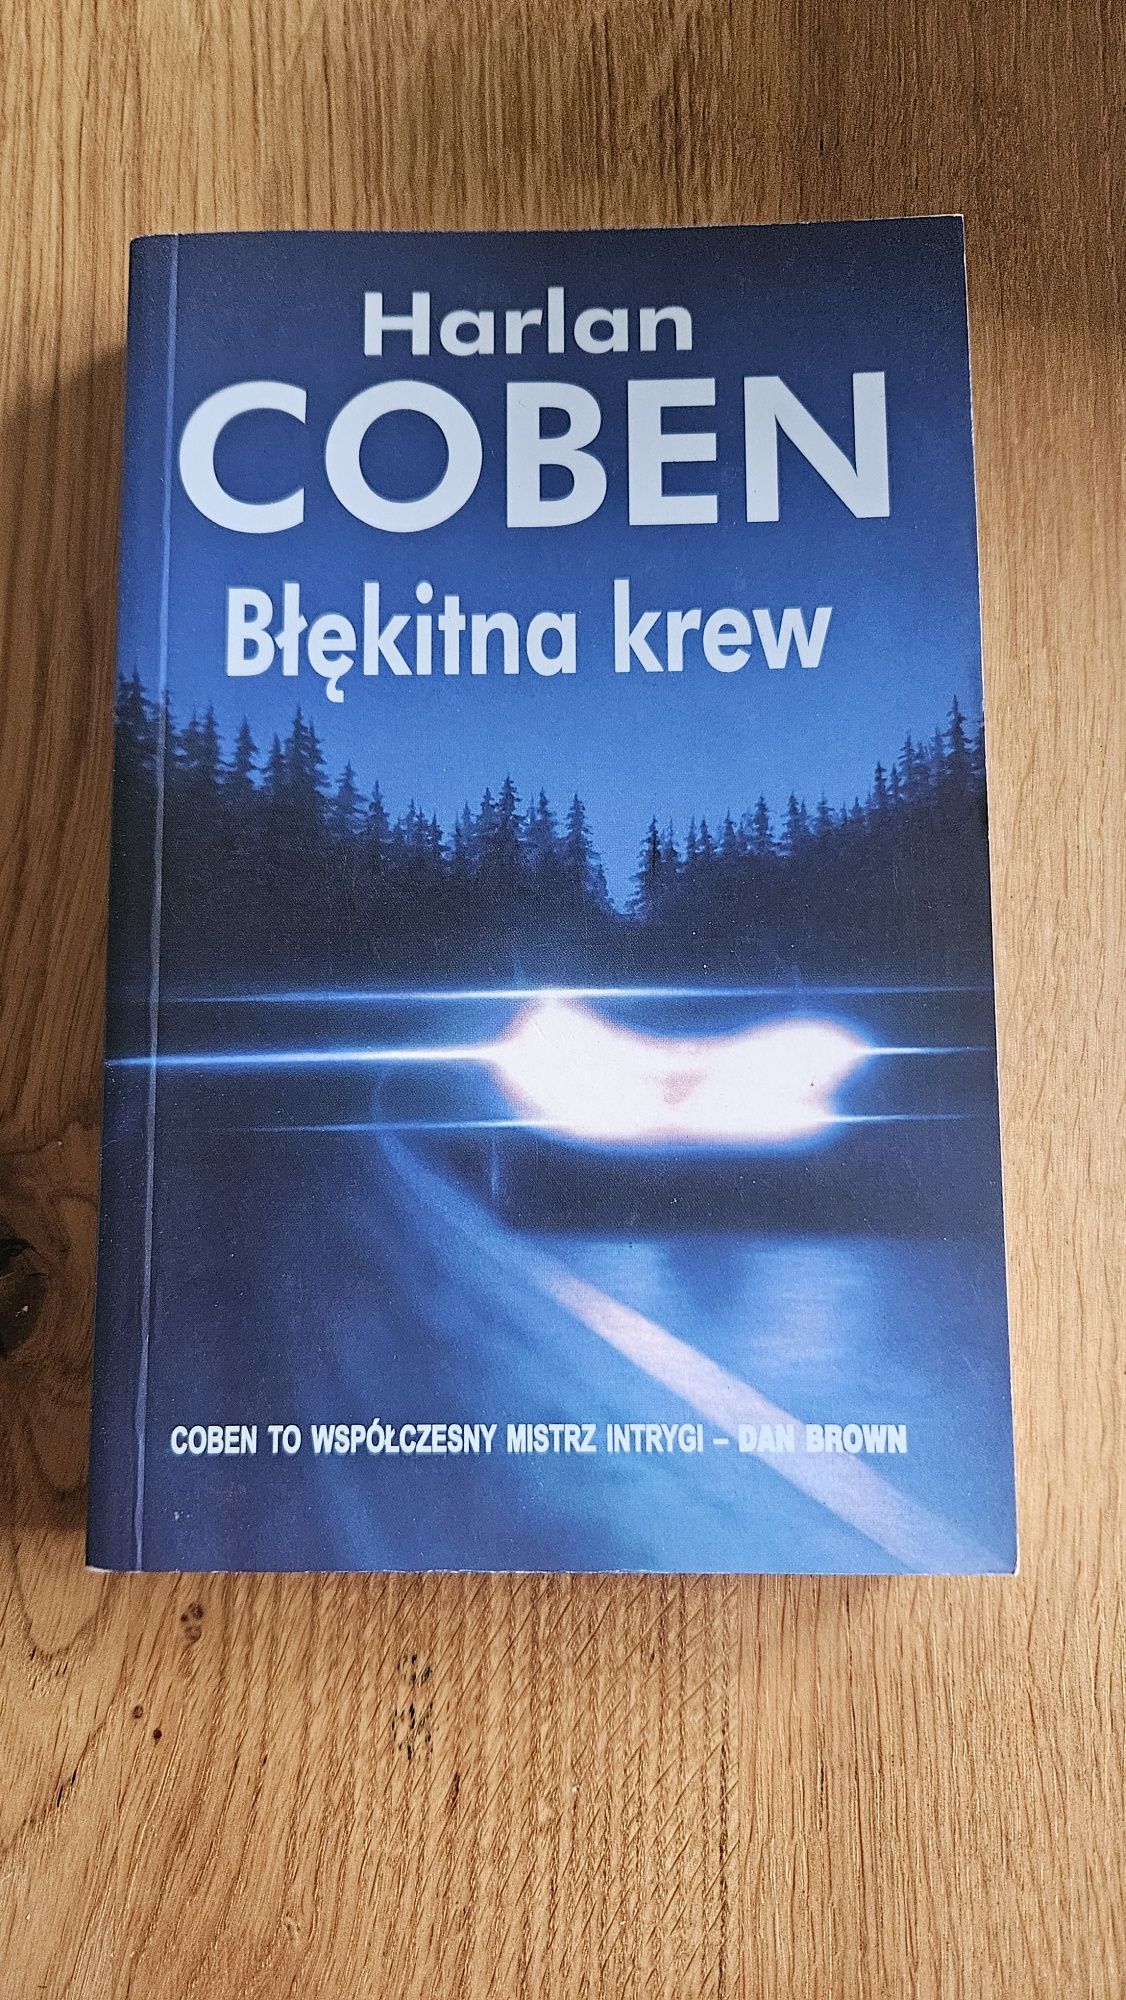 Harlan
COBEN
Błękitna krew
COBEN TO WSPÓŁCZESNY MISTRZ INTRYGI – DAN BROWN